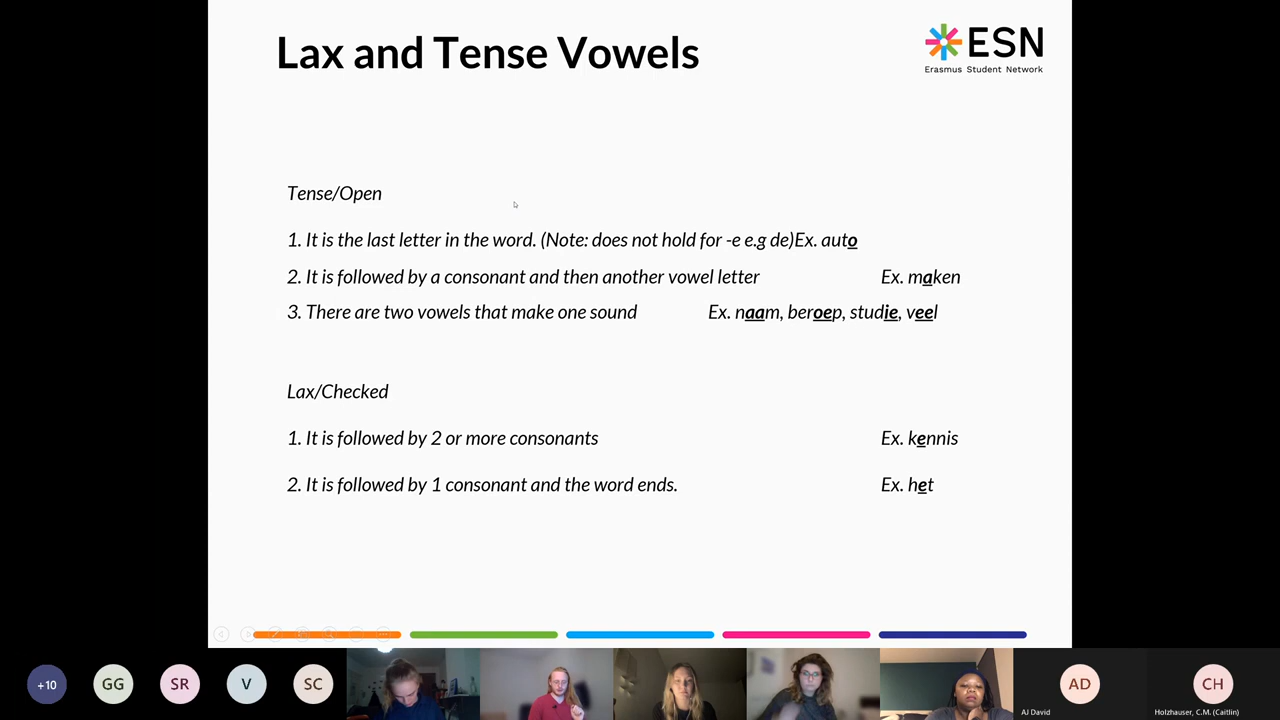 Lax and Tense Vowels
ESN
Erasmus Student Network
Tense/Open
1. It is the last letter in the word. (Note: does not hold for -e e.g de)Ex. auto
2. It is followed by a consonant and then another vowel letter Ex. maken
3. There are two vowels that make one sound Ex. naam, beroep, studie, veel
Lax/Checked
1. It is followed by 2 or more consonants Ex. kennis
2. It is followed by 1 consonant and the word ends. Ex. het
+10 GG SR V SC AD CH
AJ David Holzhauser, C.M. (Caitlin)